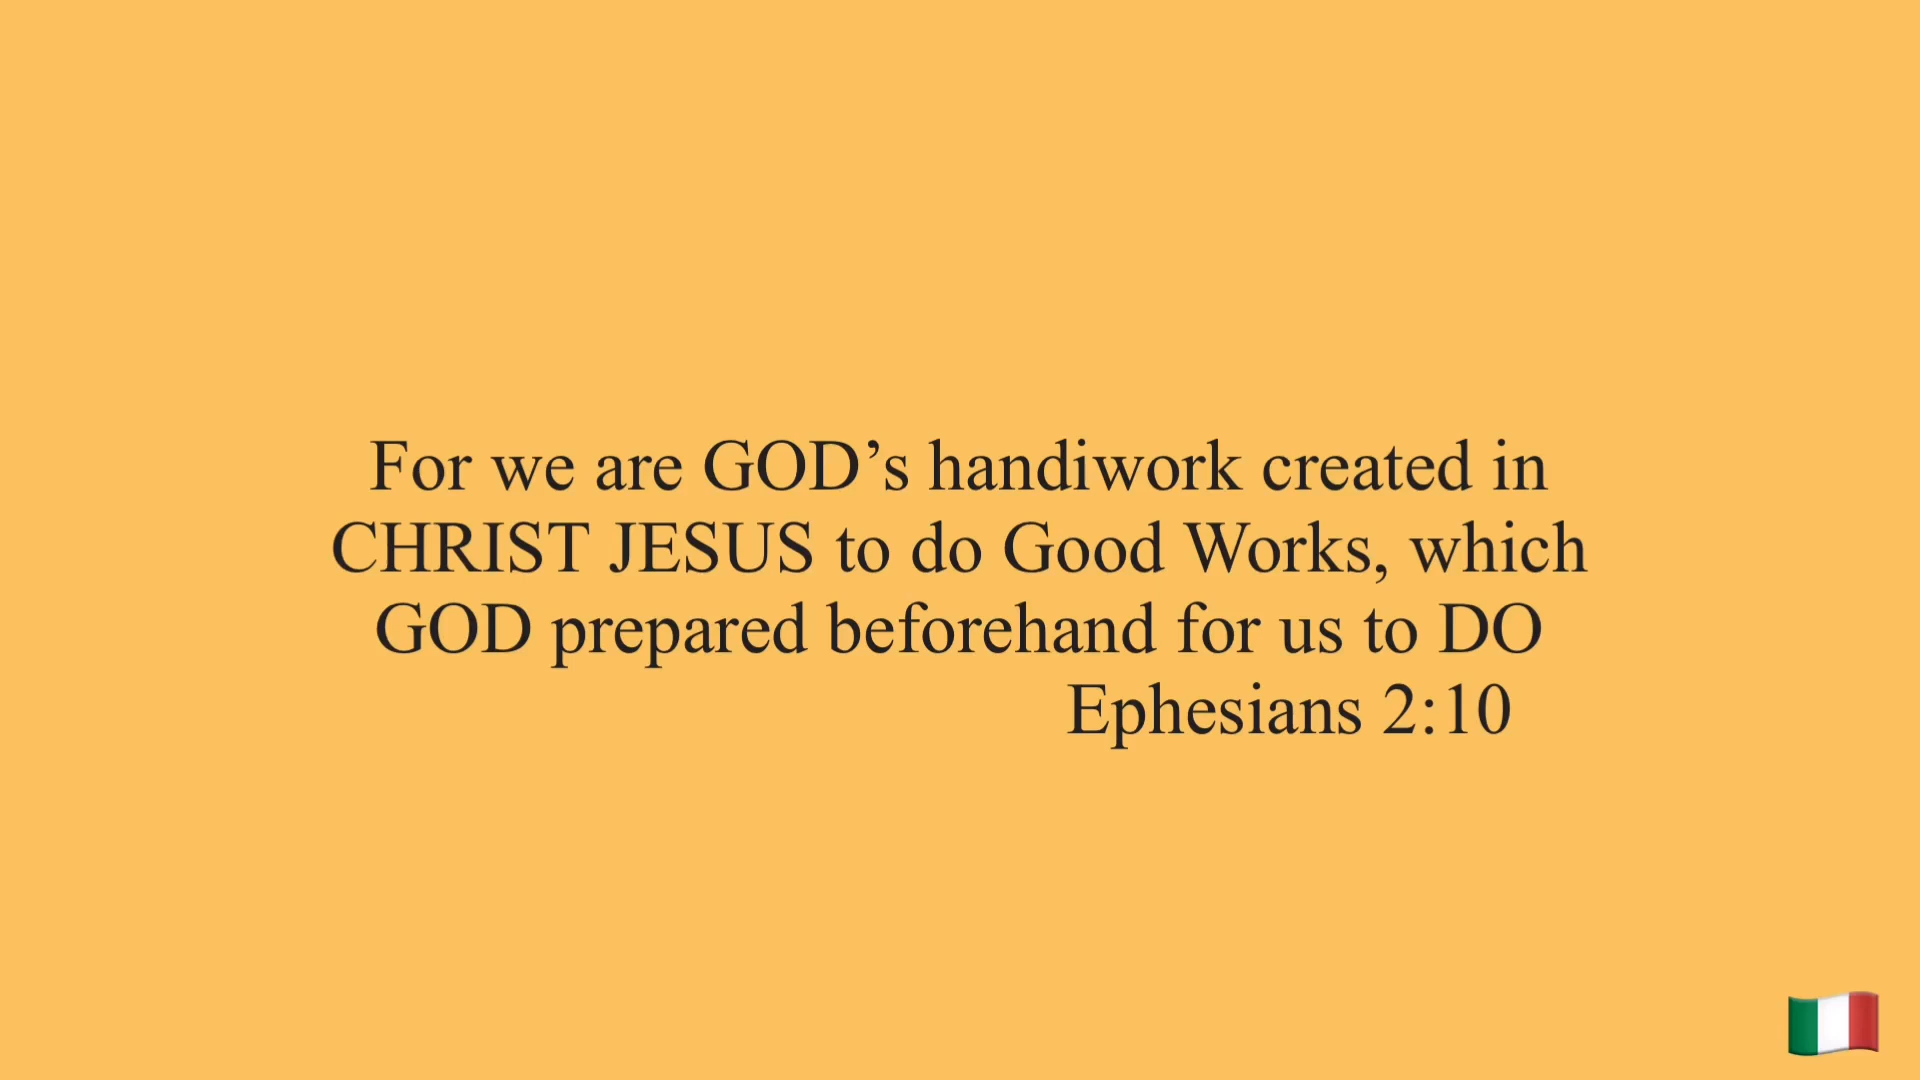 For we are GOD’s handiwork created in
CHRIST JESUS to do Good Works, which
GOD prepared beforehand for us to DO
Ephesians 2:10